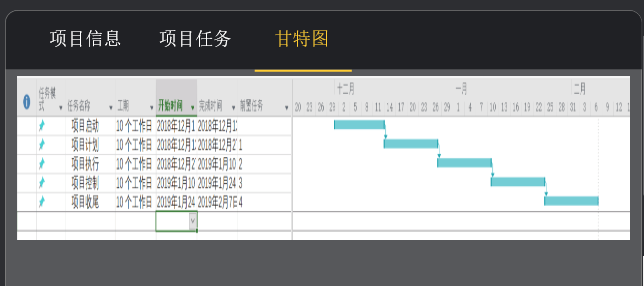 项目信息 项目任务 甘特图
十二月 一月 二月
任务模式 任务名称 工期 开始时间 完成时间 前置任务 20 23 26 29 2 5 8 11 14 17 20 23 26 29 1 4 7 10 13 16 19 22 25 28 31 3 6 9 12
项目启动 10 个工作日 2018年12月1 2018年12月1
项目计划 10 个工作日 2018年12月1 2018年12月2 1
项目执行 10 个工作日 2018年12月2 2019年1月10 2
项目控制 10 个工作日 2019年1月10 2019年1月24 3
项目收尾 10 个工作日 2019年1月24 2019年2月7日 4